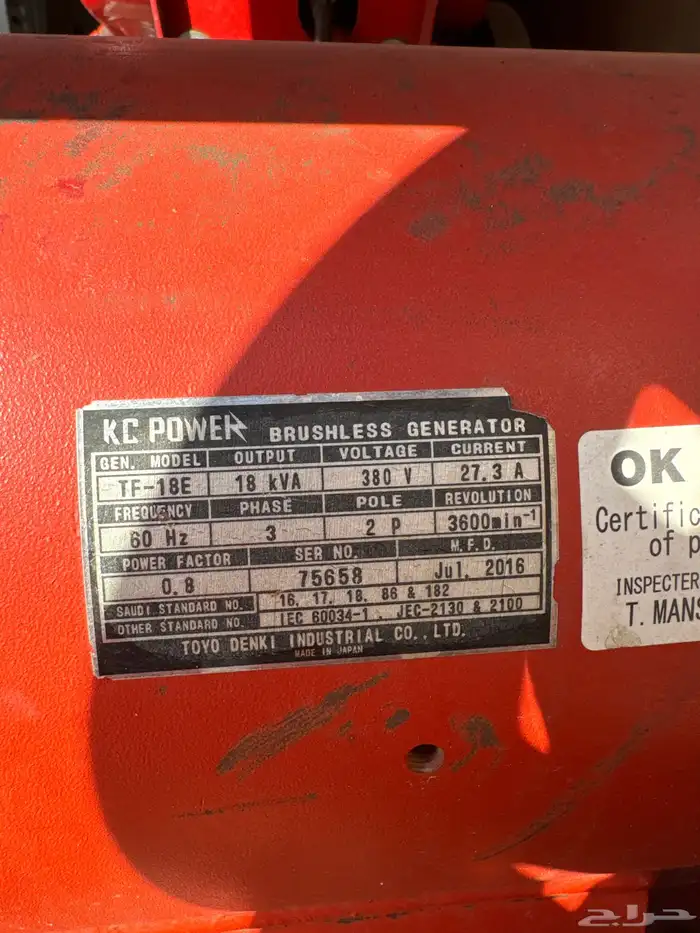 KC POWER BRUSHLESS GENERATOR
GEN. MODEL OUTPUT VOLTAGE CURRENT
TF-18E 18 kVA 380 V 27.3 A
FREQUENCY PHASE POLE REVOLUTION
60 Hz 3 2 P 3600min-1
POWER FACTOR SER NO. M.F.D.
0.8 75658 Jul. 2016
SAUDI STANDARD NO. 16, 17, 18, 86 & 182
OTHER STANDARD NO. IEC 60034-1, JEC-2130 & 2100
TOYO DENKI INDUSTRIAL CO., LTD.
MADE IN JAPAN
OK
Certific
of p
INSPECTER
T. MANS
حراج